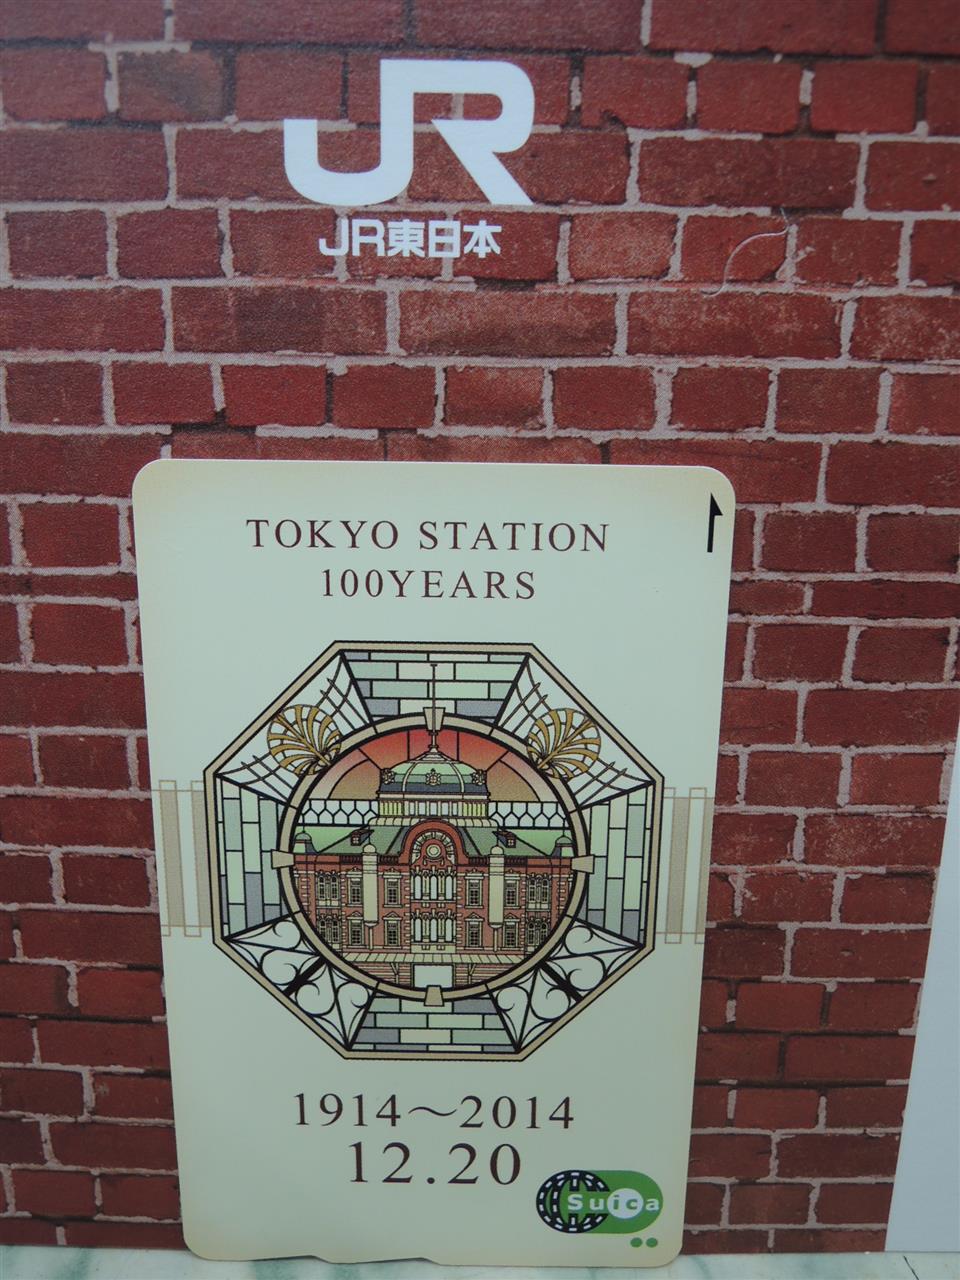 JR
JR東日本
TOKYO STATION
100YEARS
1914～2014
12.20
Suica